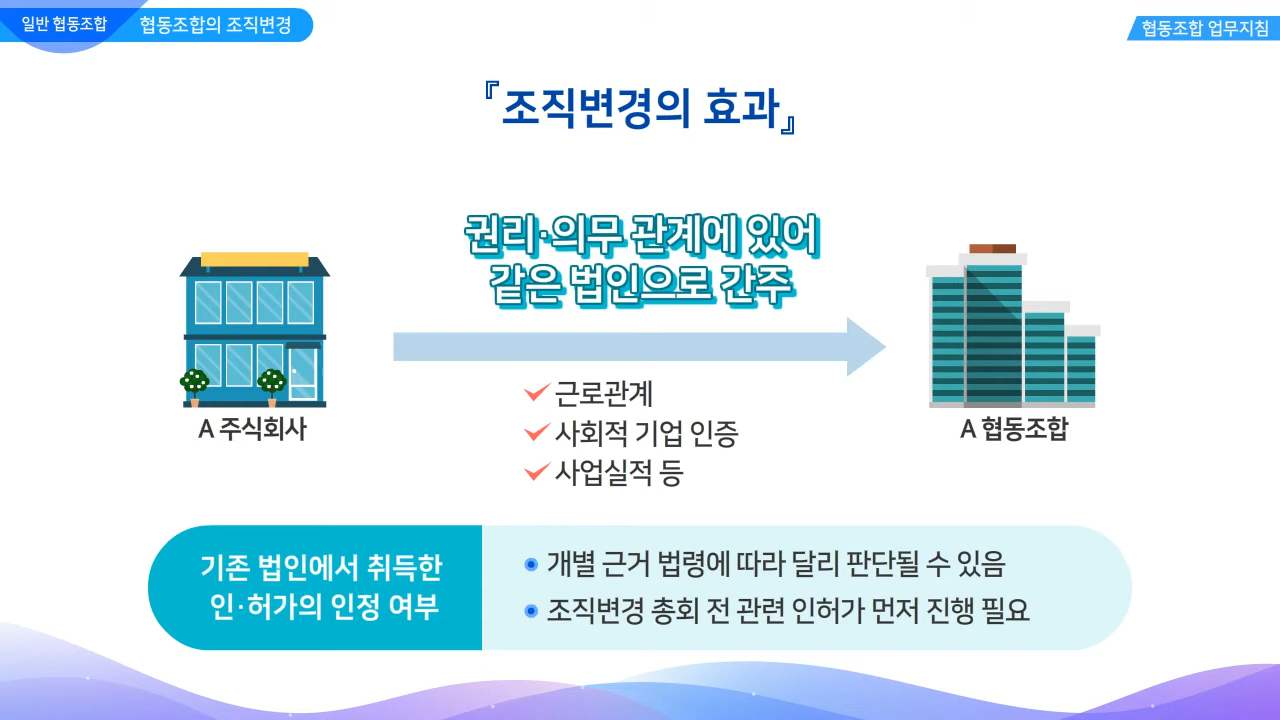 일반 협동조합
협동조합의 조직변경
협동조합 업무지침
『조직변경의 효과』
권리·의무 관계에 있어
같은 법인으로 간주
근로관계
사회적 기업 인증
사업실적 등
A 주식회사
A 협동조합
기존 법인에서 취득한
인·허가의 인정 여부
개별 근거 법령에 따라 달리 판단될 수 있음
조직변경 총회 전 관련 인허가 먼저 진행 필요